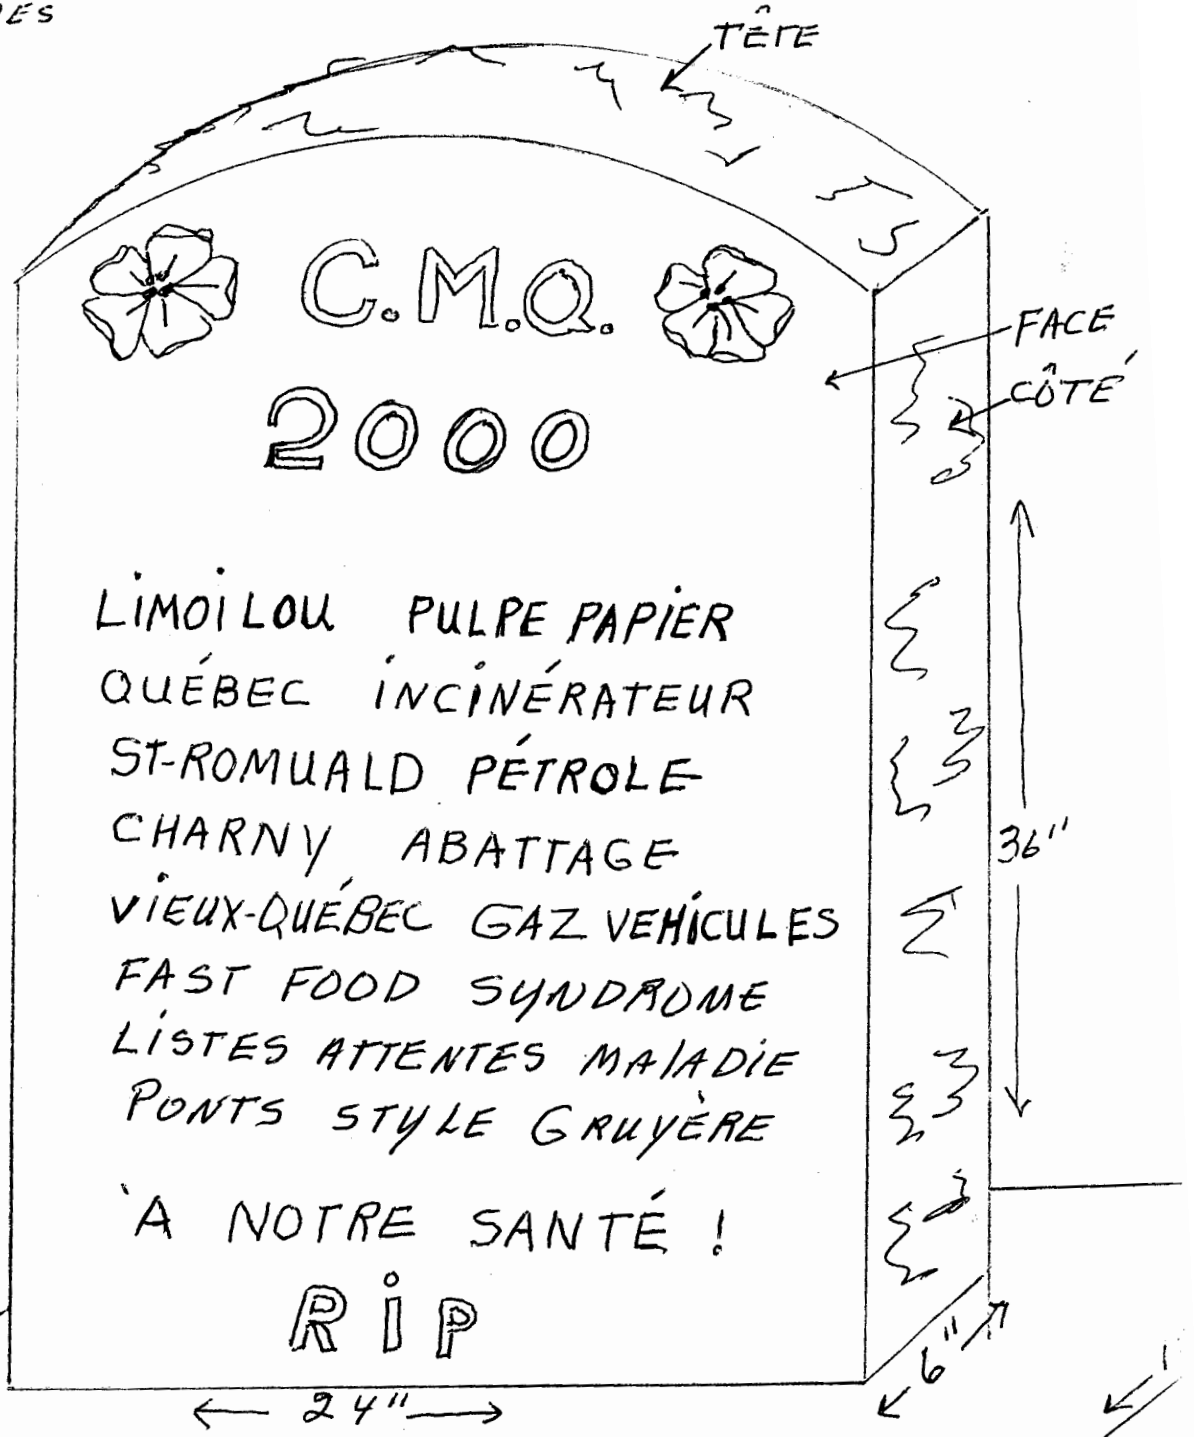 TÊTE
C.M.Q.
2000
FACE
CÔTÉ
LiMOiLOU PULPE PAPiER
QUÉBEC iNCiNÉRATEUR
ST-ROMUALD PÉTROLE
CHARNY ABATTAGE
36"
ViEUX-QUÉBEC GAZ VEHiCULES
FAST FOOD SYNDROME
LiSTES ATTENTES MALADiE
PONTS STYLE GRUYÈRE
À NOTRE SANTÉ !
RiP
6"
24"